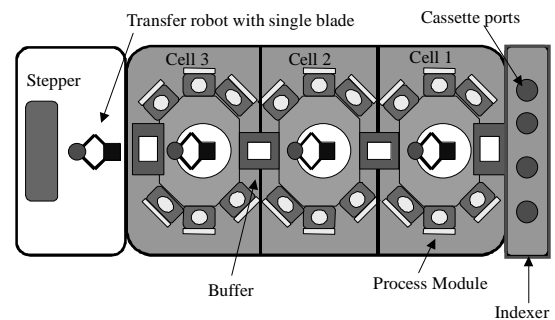 Transfer robot with single blade
Cassette ports
Stepper
Cell 3
Cell 2
Cell 1
Buffer
Process Module
Indexer